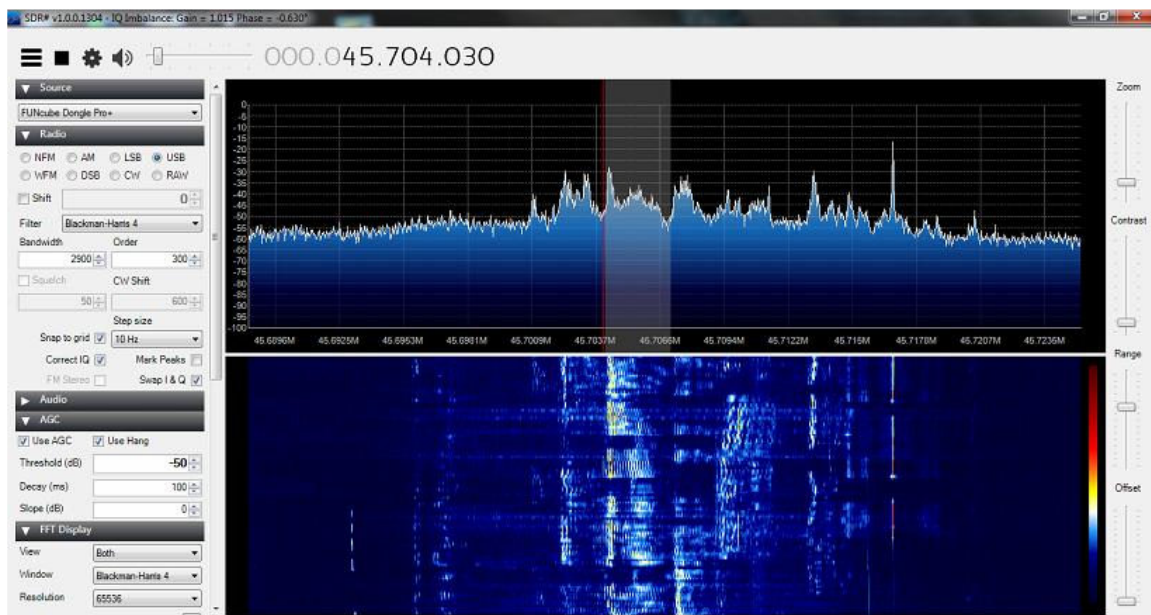 SDR# v1.0.0.1304 - IQ Imbalance: Gain = 1.015 Phase = -0.630°
000.045.704.030
Source
FUNcube Dongle Pro+
Radio
NFM AM LSB USB
WFM DSB CW RAW
Shift 0
Filter Blackman-Harris 4
Bandwidth Order
2900 300
Squelch CW Shift
50 600
Step size
Snap to grid 10 Hz
Correct IQ Mark Peaks
FM Stereo Swap I & Q
Audio
AGC
Use AGC Use Hang
Threshold (dB) -50
Decay (ms) 100
Slope (dB) 0
FFT Display
View Both
Window Blackman-Harris 4
Resolution 65536
0
-5
-10
-15
-20
-25
-30
-35
-40
-45
-50
-55
-60
-65
-70
-75
-80
-85
-90
-95
-100
45.6896M 45.6925M 45.6953M 45.6981M 45.7009M 45.7037M 45.7066M 45.7094M 45.7122M 45.715M 45.7178M 45.7207M 45.7236M
Zoom
Contrast
Range
Offset